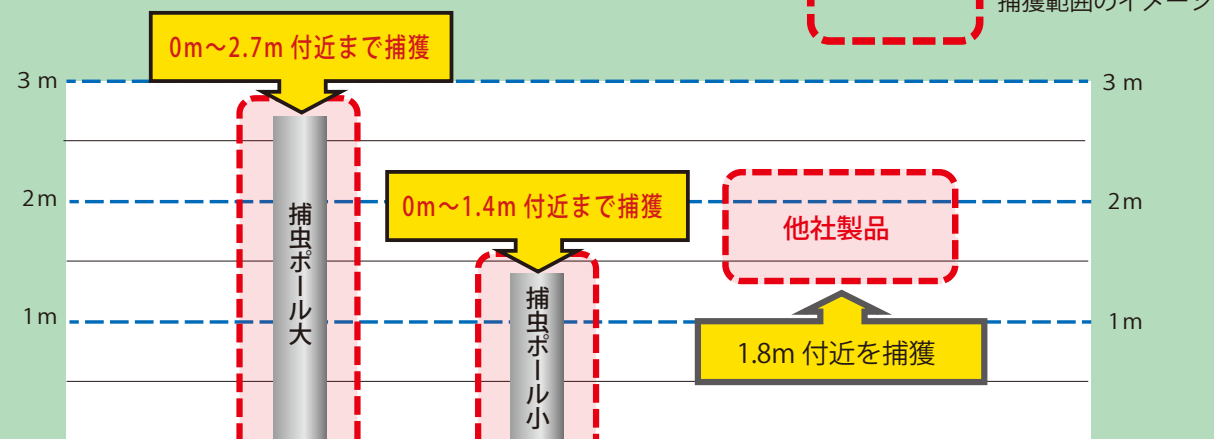 捕獲範囲のイメージ
0m〜2.7m 付近まで捕獲
3 m
3 m
2m
0m〜1.4m 付近まで捕獲
2m
他社製品
捕虫ポール大
捕虫ポール小
1m
1m
1.8m 付近を捕獲